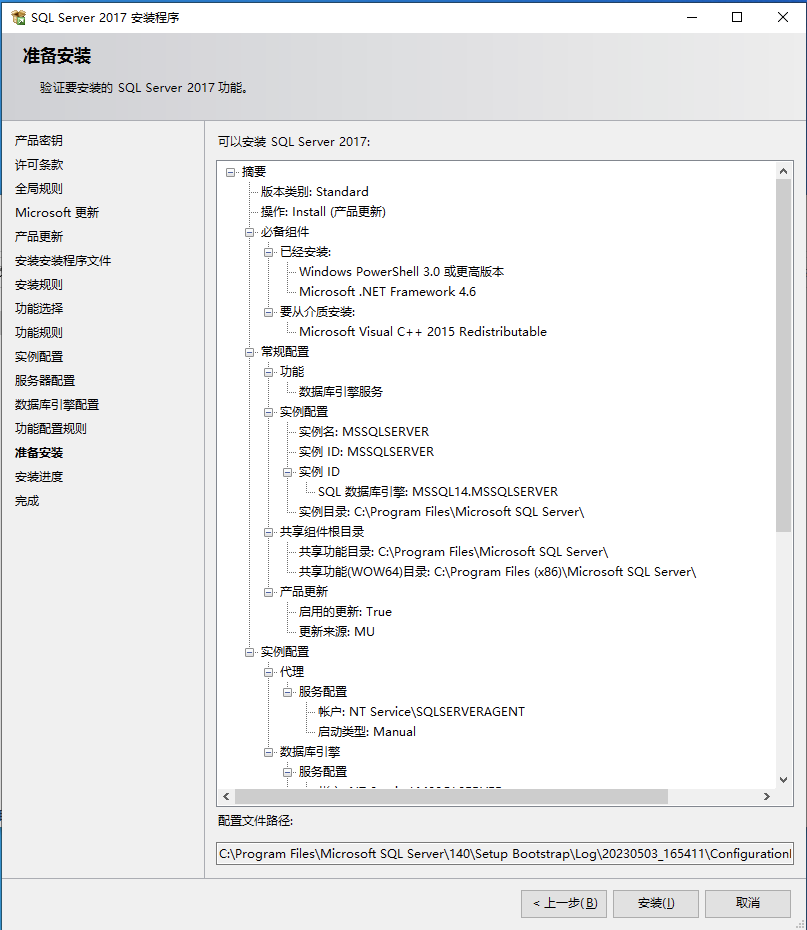 SQL Server 2017 安装程序
准备安装
验证要安装的 SQL Server 2017 功能。
产品密钥
许可条款
全局规则
Microsoft 更新
产品更新
安装安装程序文件
安装规则
功能选择
功能规则
实例配置
服务器配置
数据库引擎配置
功能配置规则
准备安装
安装进度
完成
可以安装 SQL Server 2017:
摘要
版本类别: Standard
操作: Install (产品更新)
必备组件
已经安装:
Windows PowerShell 3.0 或更高版本
Microsoft .NET Framework 4.6
要从介质安装:
Microsoft Visual C++ 2015 Redistributable
常规配置
功能
数据库引擎服务
实例配置
实例名: MSSQLSERVER
实例 ID: MSSQLSERVER
实例 ID
SQL 数据库引擎: MSSQL14.MSSQLSERVER
实例目录: C:\Program Files\Microsoft SQL Server\
共享组件根目录
共享功能目录: C:\Program Files\Microsoft SQL Server\
共享功能(WOW64)目录: C:\Program Files (x86)\Microsoft SQL Server\
产品更新
启用的更新: True
更新来源: MU
实例配置
代理
服务配置
帐户: NT Service\SQLSERVERAGENT
启动类型: Manual
数据库引擎
服务配置
配置文件路径:
C:\Program Files\Microsoft SQL Server\140\Setup Bootstrap\Log\20230503_165411\Configuration
< 上一步(B)
安装(I)
取消